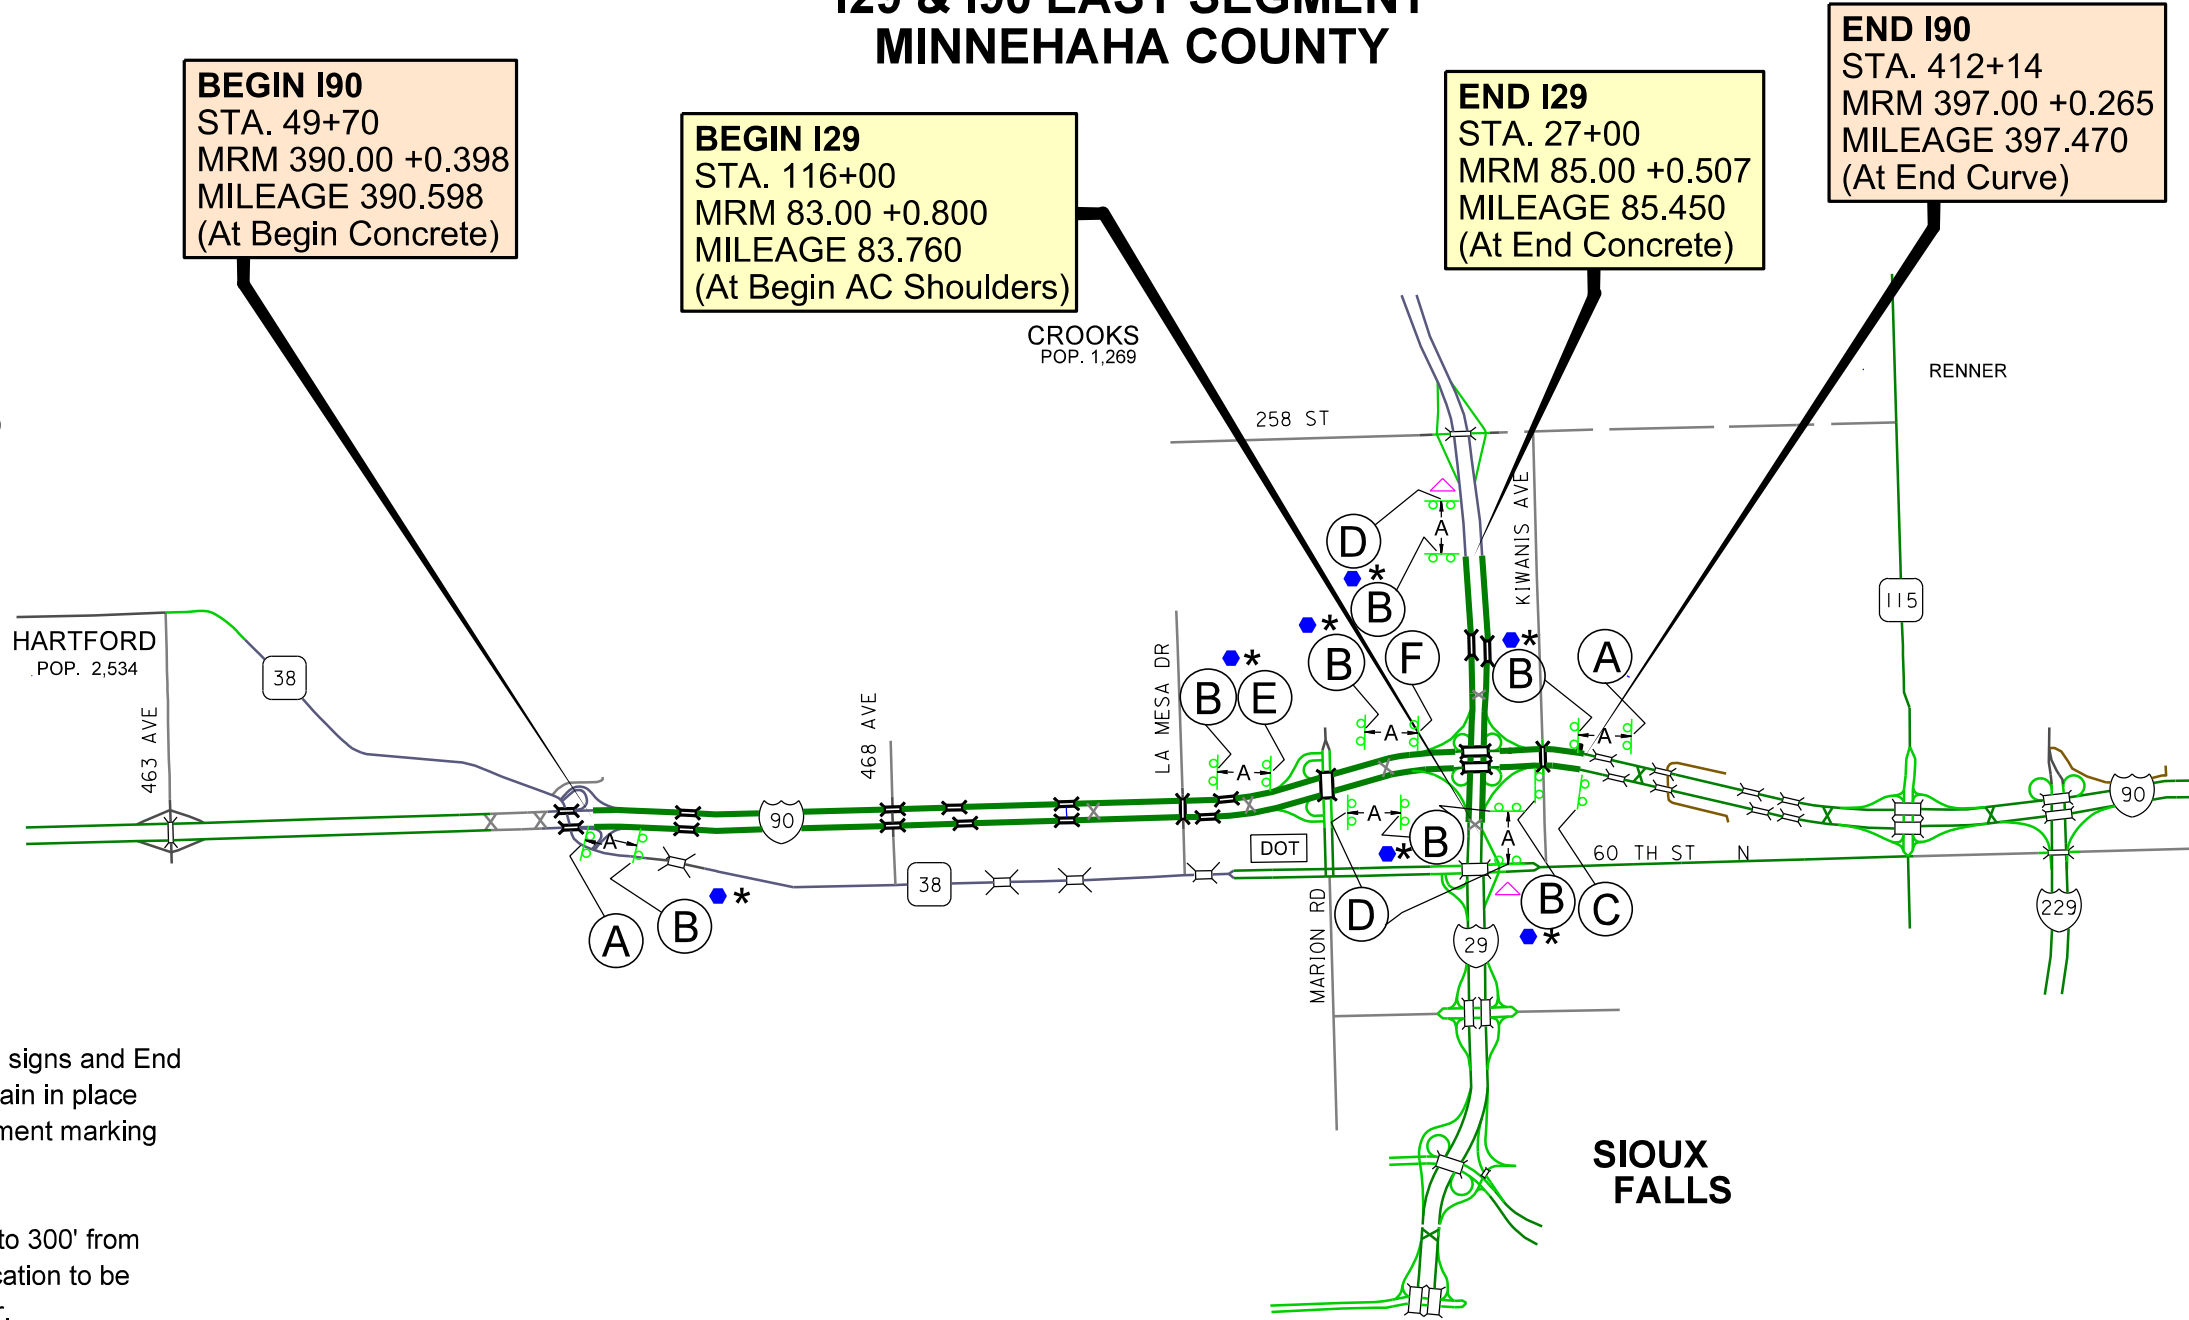 I29 & I90 EAST SEGMENT
MINNEHAHA COUNTY
BEGIN I90
STA. 49+70
MRM 390.00 +0.398
MILEAGE 390.598
(At Begin Concrete)
BEGIN I29
STA. 116+00
MRM 83.00 +0.800
MILEAGE 83.760
(At Begin AC Shoulders)
END I29
STA. 27+00
MRM 85.00 +0.507
MILEAGE 85.450
(At End Concrete)
END I90
STA. 412+14
MRM 397.00 +0.265
MILEAGE 397.470
(At End Curve)
CROOKS
POP. 1,269
RENNER
258 ST
KIWANIS AVE
D
A
*
B
115
HARTFORD
POP. 2,534
38
463 AVE
468 AVE
LA MESA DR
*
B
E
*
B
F
*
B
A
A
A
A
90
90
A
B
*
A
B
38
DOT
A
*
B
A
60 TH ST N
MARION RD
D
B
*
C
29
229
SIOUX
FALLS
signs and End
ain in place
ment marking
to 300' from
cation to be
r.